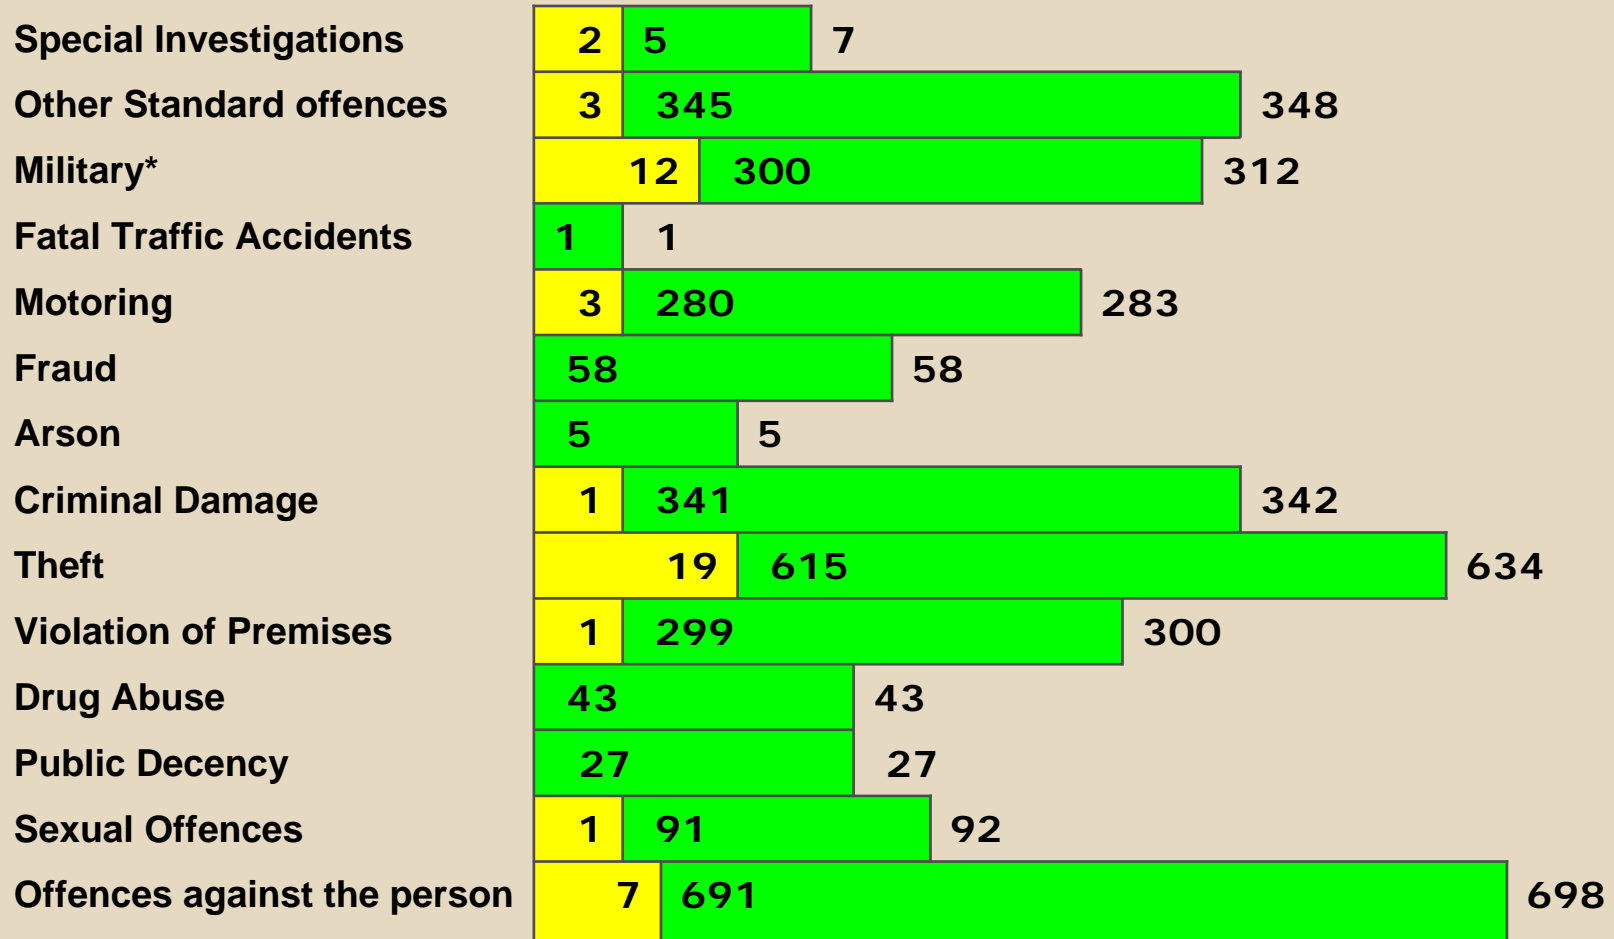 Special Investigations 2 5 7
Other Standard offences 3 345 348
Military* 12 300 312
Fatal Traffic Accidents 1 1
Motoring 3 280 283
Fraud 58 58
Arson 5 5
Criminal Damage 1 341 342
Theft 19 615 634
Violation of Premises 1 299 300
Drug Abuse 43 43
Public Decency 27 27
Sexual Offences 1 91 92
Offences against the person 7 691 698